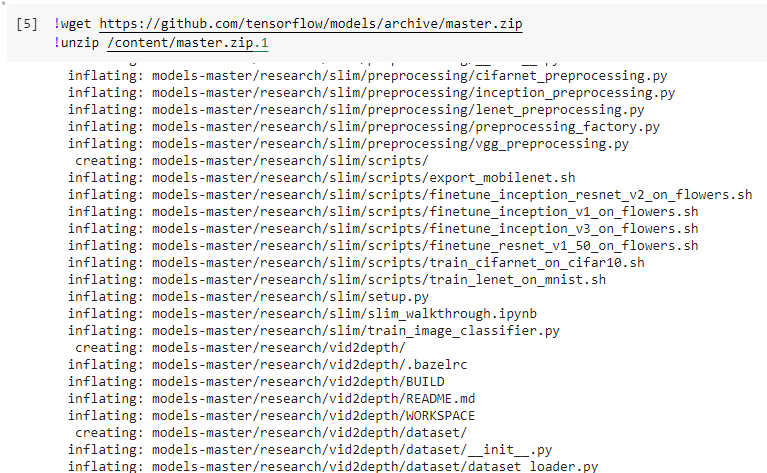 [5] !wget https://github.com/tensorflow/models/archive/master.zip
!unzip /content/master.zip.1
inflating: models-master/research/slim/preprocessing/cifarnet_preprocessing.py
inflating: models-master/research/slim/preprocessing/inception_preprocessing.py
inflating: models-master/research/slim/preprocessing/lenet_preprocessing.py
inflating: models-master/research/slim/preprocessing/preprocessing_factory.py
inflating: models-master/research/slim/preprocessing/vgg_preprocessing.py
creating: models-master/research/slim/scripts/
inflating: models-master/research/slim/scripts/export_mobilenet.sh
inflating: models-master/research/slim/scripts/finetune_inception_resnet_v2_on_flowers.sh
inflating: models-master/research/slim/scripts/finetune_inception_v1_on_flowers.sh
inflating: models-master/research/slim/scripts/finetune_inception_v3_on_flowers.sh
inflating: models-master/research/slim/scripts/finetune_resnet_v1_50_on_flowers.sh
inflating: models-master/research/slim/scripts/train_cifarnet_on_cifar10.sh
inflating: models-master/research/slim/scripts/train_lenet_on_mnist.sh
inflating: models-master/research/slim/setup.py
inflating: models-master/research/slim/slim_walkthrough.ipynb
inflating: models-master/research/slim/train_image_classifier.py
creating: models-master/research/vid2depth/
inflating: models-master/research/vid2depth/.bazelrc
inflating: models-master/research/vid2depth/BUILD
inflating: models-master/research/vid2depth/README.md
inflating: models-master/research/vid2depth/WORKSPACE
creating: models-master/research/vid2depth/dataset/
inflating: models-master/research/vid2depth/dataset/__init__.py
inflating: models-master/research/vid2depth/dataset/dataset_loader.py